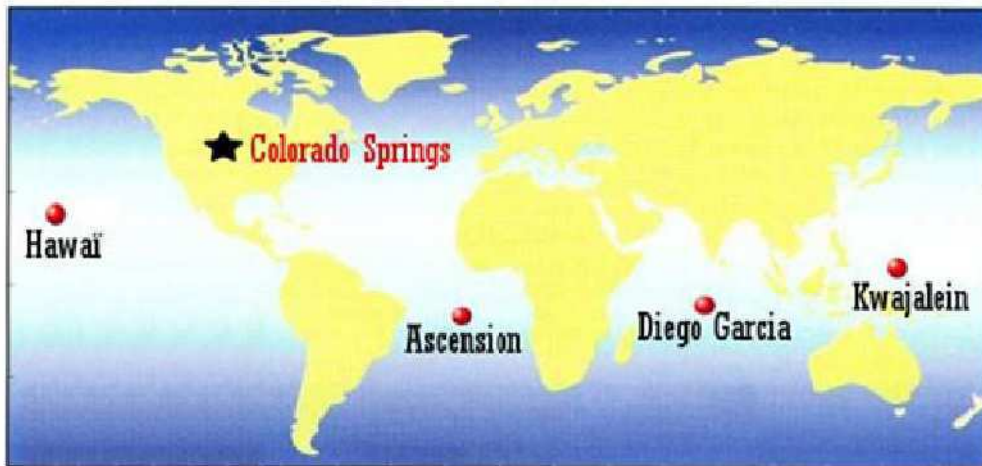 Colorado Springs
Hawaï
Kwajalein
Ascension
Diego Garcia